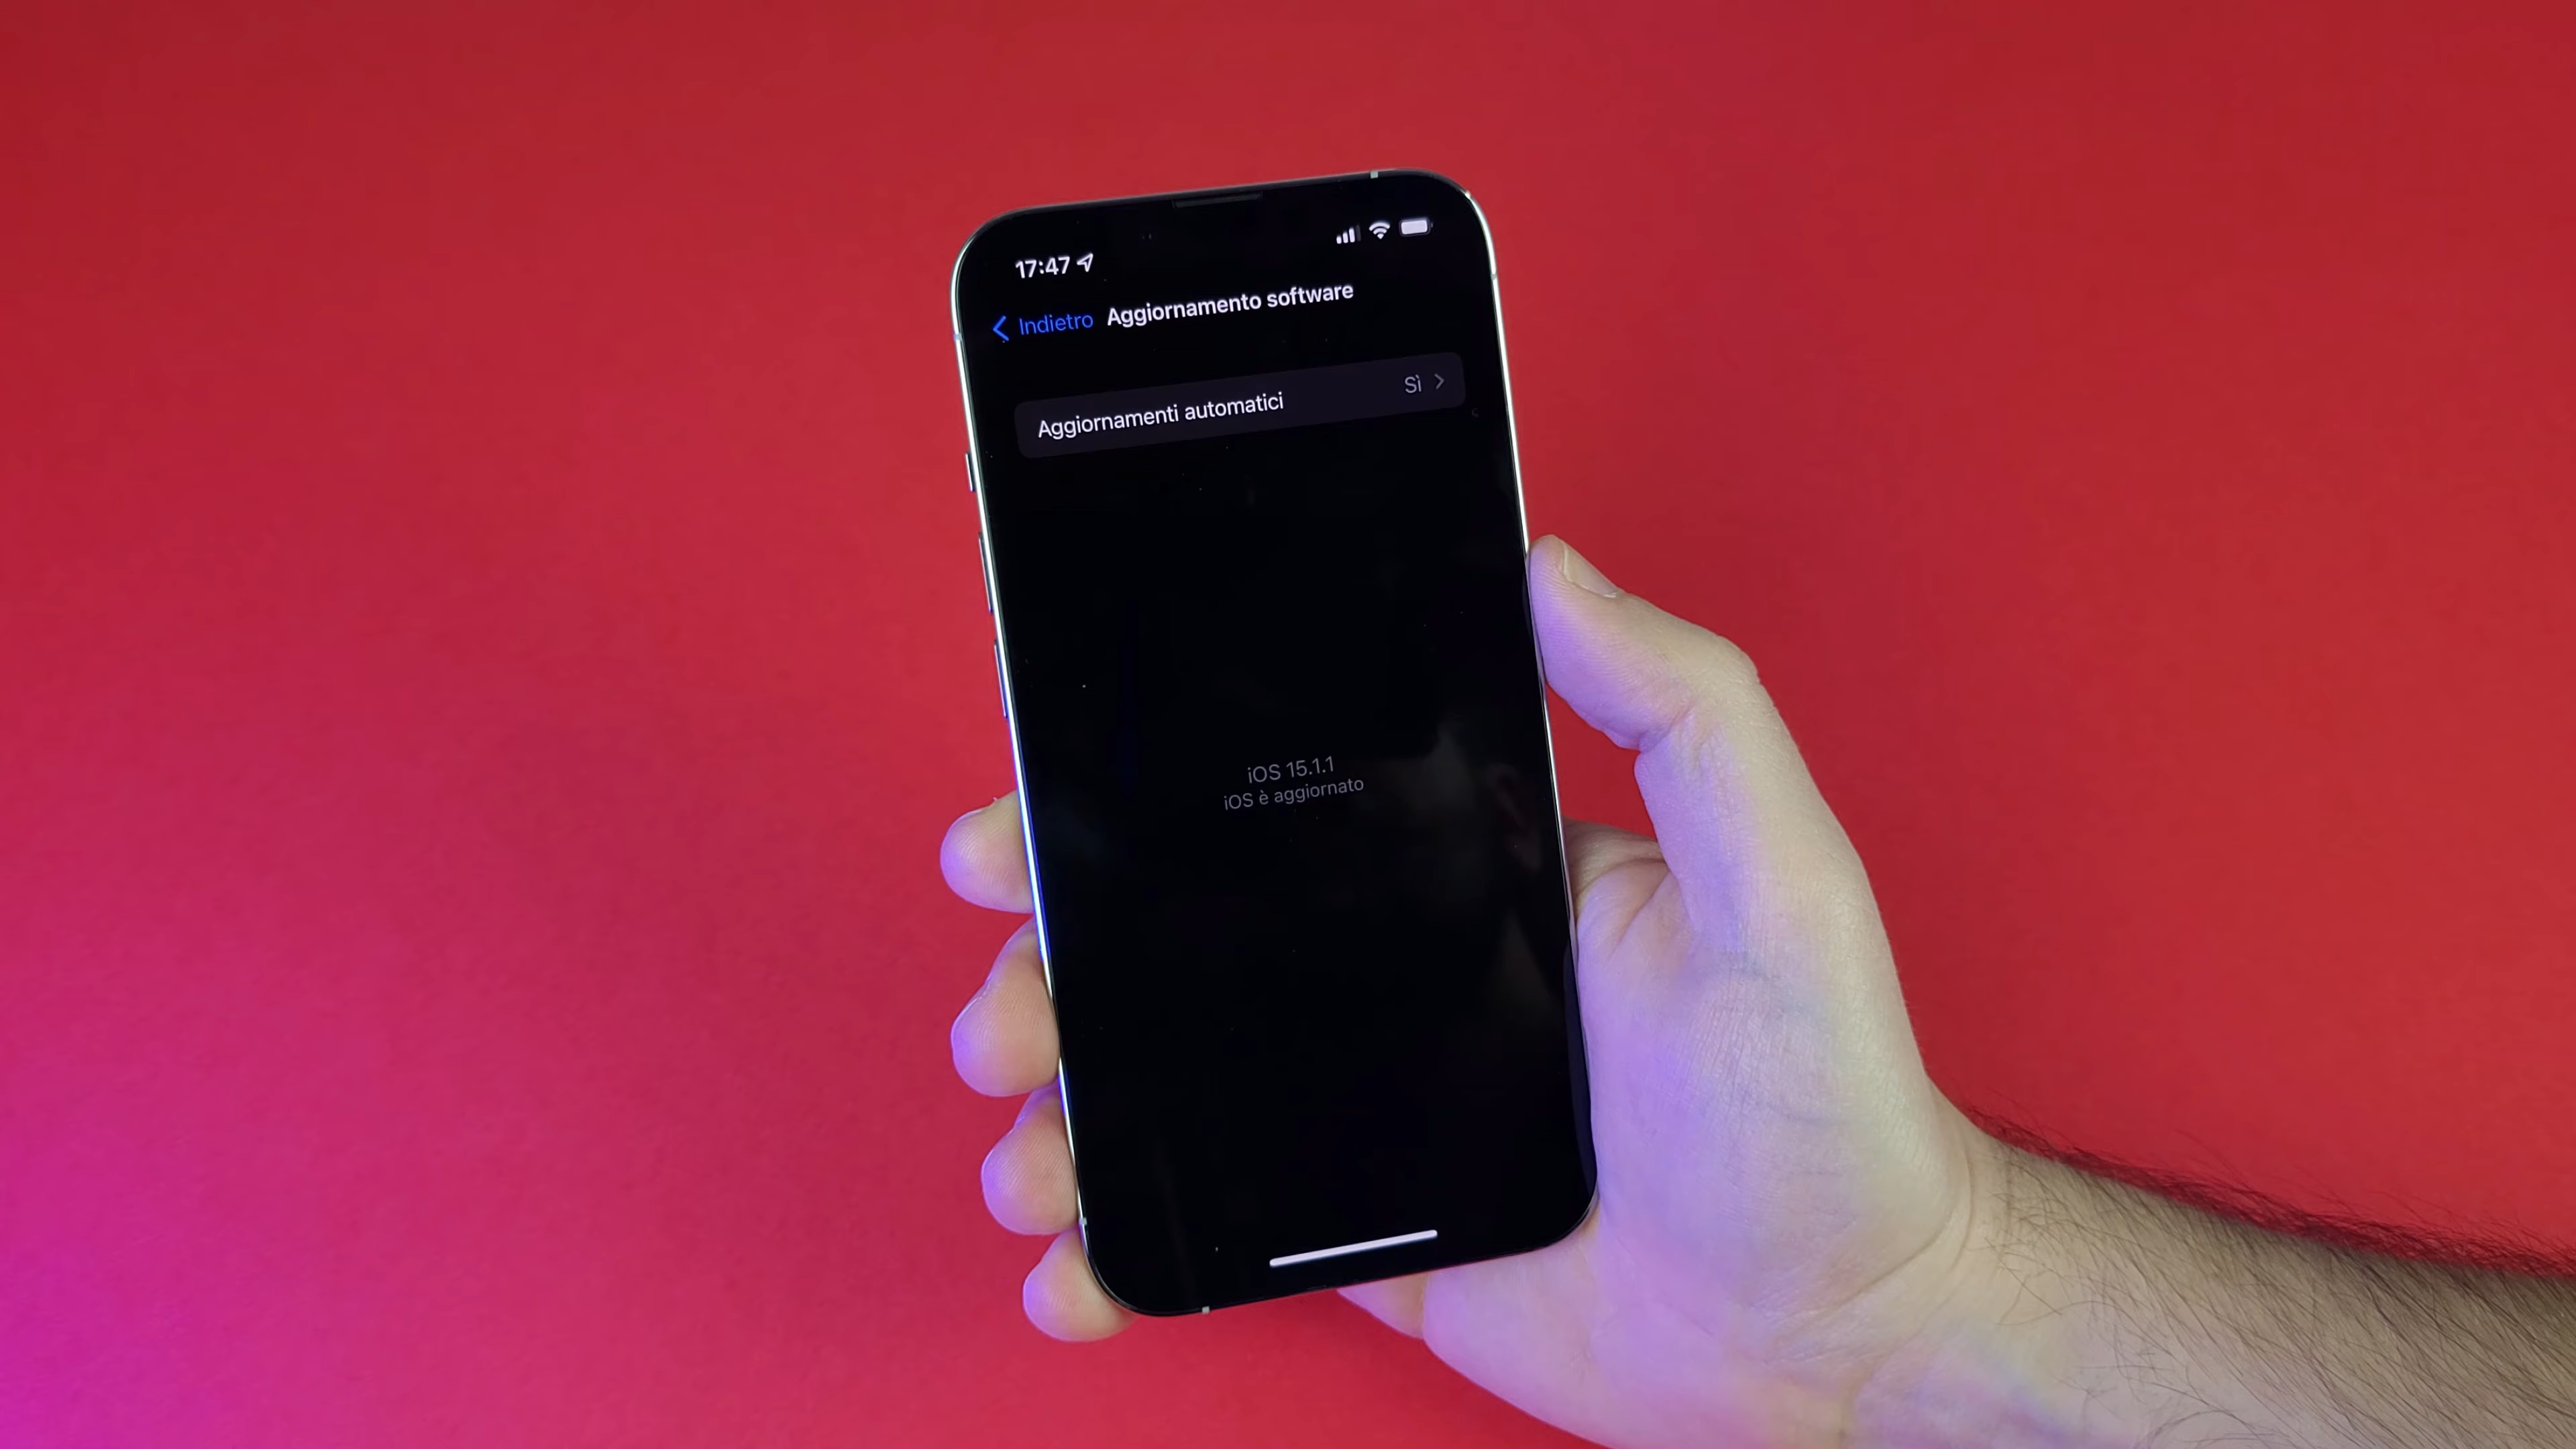 17:47
Indietro Aggiornamento software
Aggiornamenti automatici Sì
iOS 15.1.1
iOS è aggiornato